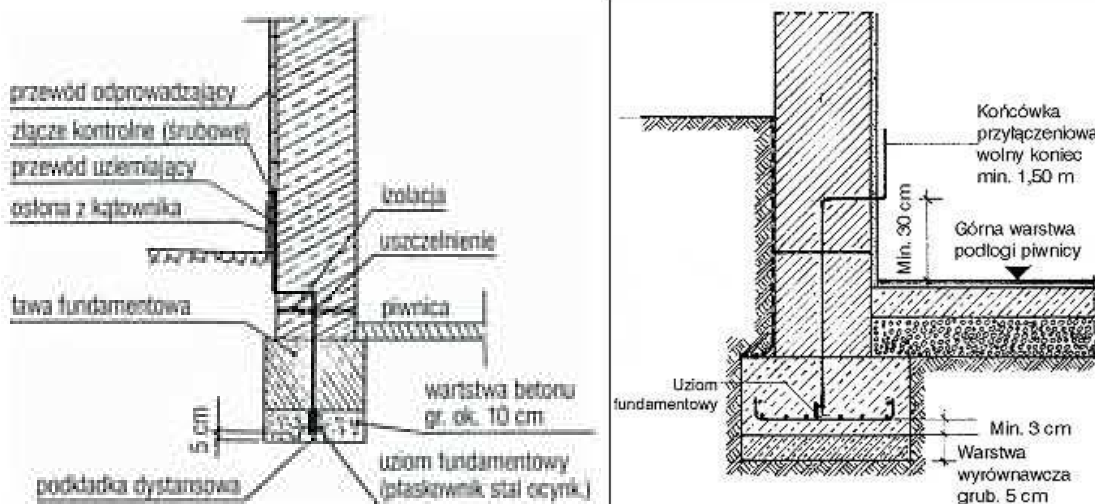 przewód odprowadzający
złącze kontrolne (śrubowe)
przewód uziemiający
osłona z kątownika
izolacja
uszczelnienie
ława fundamentowa
piwnica
wartstwa betonu
gr. ok. 10 cm
5 cm
podkładka dystansowa
uziom fundamentowy
(płaskownik stal ocynk.)
Końcówka
przyłączeniowa
wolny koniec
min. 1,50 m
Min. 30 cm
Górna warstwa
podłogi piwnicy
Uziom
fundamentowy
Min. 3 cm
Warstwa
wyrównawcza
grub. 5 cm